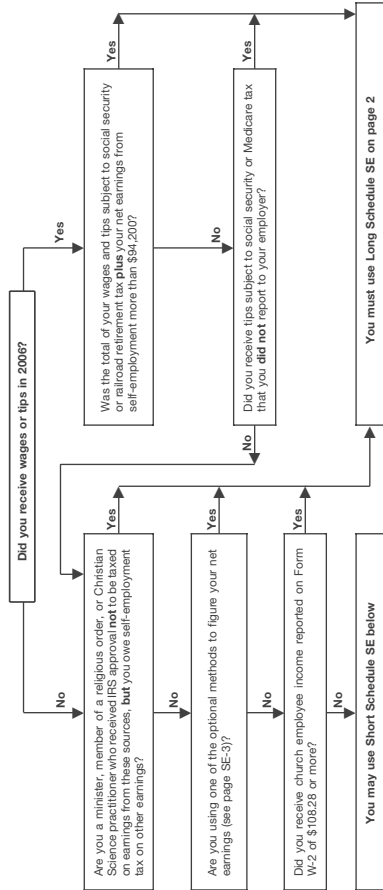 Did you receive wages or tips in 2006?
No
Yes
Are you a minister, member of a religious order, or Christian
Science practitioner who received IRS approval not to be taxed
on earnings from these sources, but you owe self-employment
tax on other earnings?
Yes
No
Are you using one of the optional methods to figure your net
earnings (see page SE-3)?
Yes
No
Did you receive church employee income reported on Form
W-2 of $108.28 or more?
Yes
No
You may use Short Schedule SE below
Was the total of your wages and tips subject to social security
or railroad retirement tax plus your net earnings from
self-employment more than $94,200?
Yes
No
Did you receive tips subject to social security or Medicare tax
that you did not report to your employer?
Yes
No
You must use Long Schedule SE on page 2